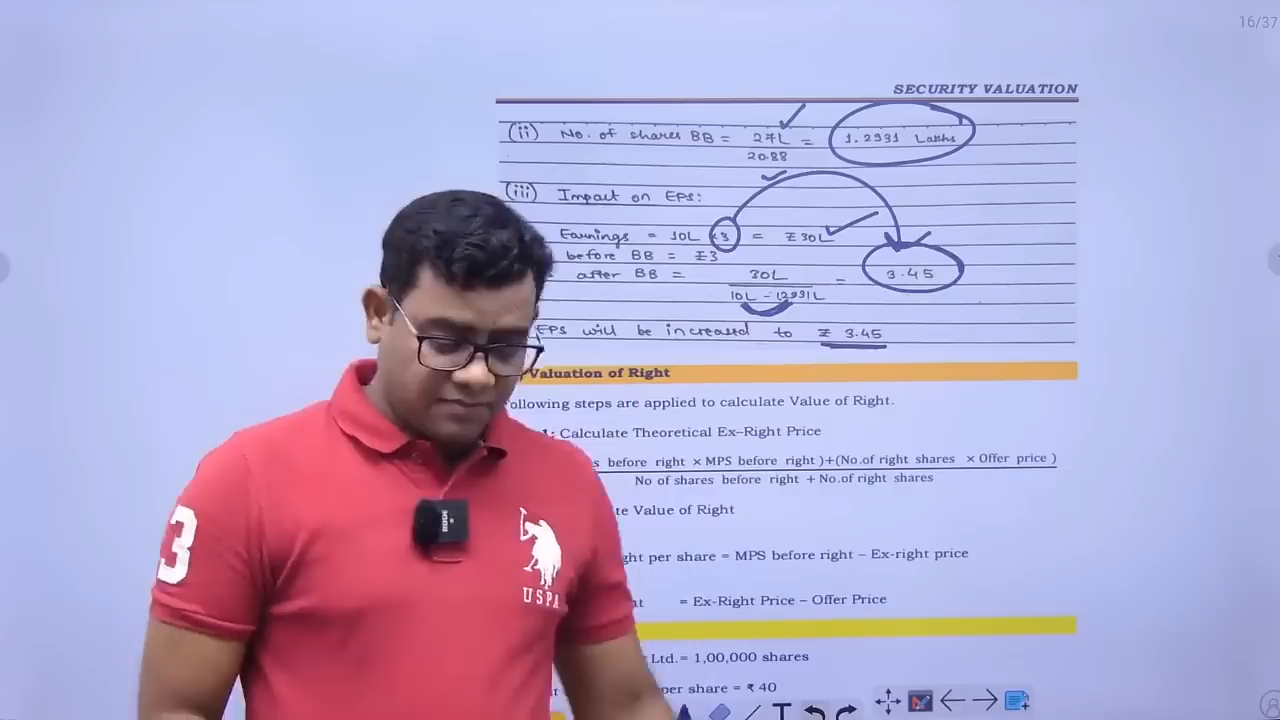 16/37
SECURITY VALUATION
(ii) No. of shares BB = 27L = 1.2931 Lakhs
20.88
(iii) Impact on EPS:
Earnings = 10L ×3 = ₹30L
before BB = ₹3
after BB = 30L = 3.45
10L - 12931L
EPS will be increased to ₹ 3.45
Valuation of Right
ollowing steps are applied to calculate Value of Right.
1: Calculate Theoretical Ex–Right Price
s before right × MPS before right)+(No.of right shares × Offer price)
No of shares before right + No.of right shares
te Value of Right
ght per share = MPS before right – Ex-right price
ht = Ex-Right Price – Offer Price
Ltd.= 1,00,000 shares
per share = ₹ 40
3
RODE
USPA
T